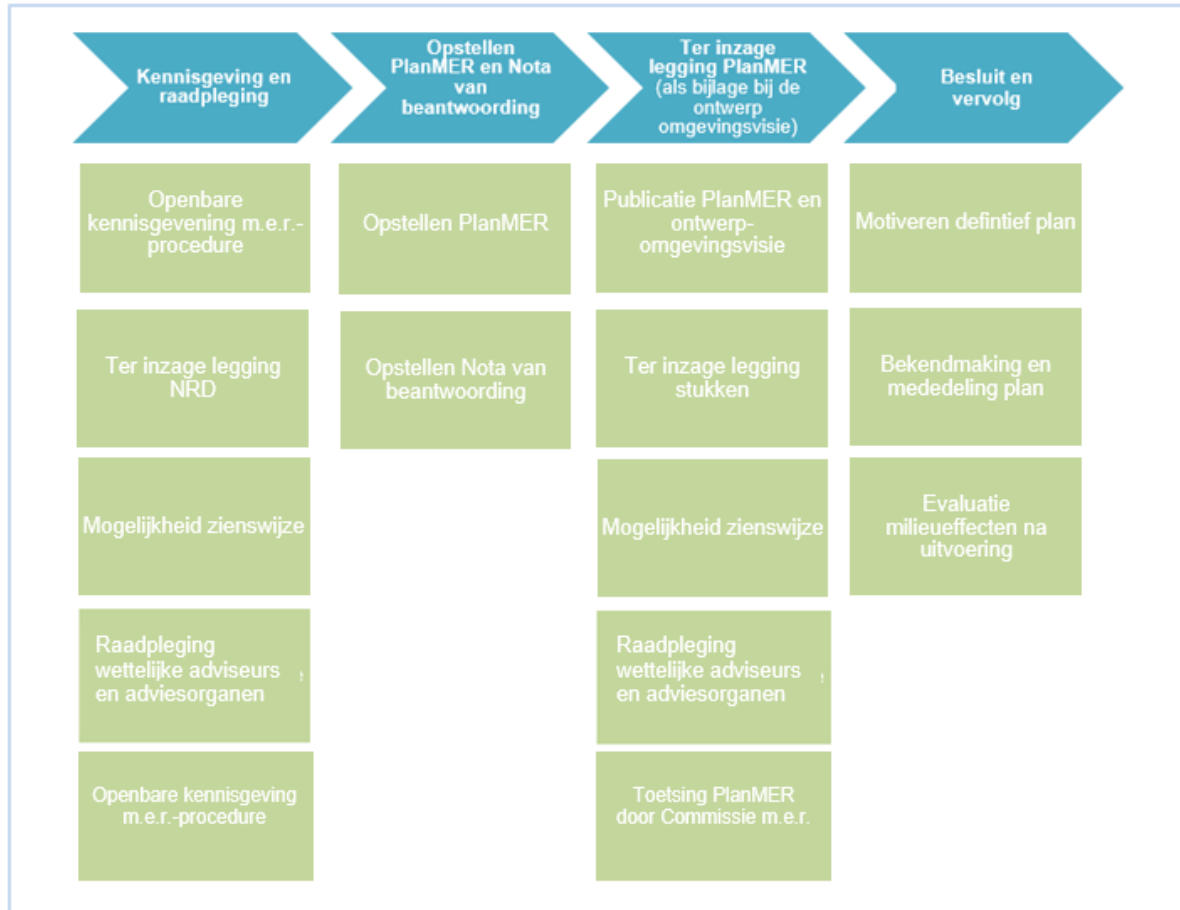 Kennisgeving en
raadpleging
Opstellen
PlanMER en Nota
van
beantwoording
Ter inzage
legging PlanMER
(als bijlage bij de
ontwerp
omgevingsvisie)
Besluit en
vervolg
Openbare
kennisgevening m.e.r.-
procedure
Ter inzage legging
NRD
Mogelijkheid zienswijze
Raadpleging
wettelijke adviseurs
en adviesorganen
Openbare kennisgeving
m.e.r.-procedure
Opstellen PlanMER
Opstellen Nota van
beantwoording
Publicatie PlanMER en
ontwerp-
omgevingsvisie
Ter inzage legging
stukken
Mogelijkheid zienswijze
Raadpleging
wettelijke adviseurs
en adviesorganen
Toetsing PlanMER
door Commissie m.e.r.
Motiveren defintief plan
Bekendmaking en
mededeling plan
Evaluatie
milieueffecten na
uitvoering